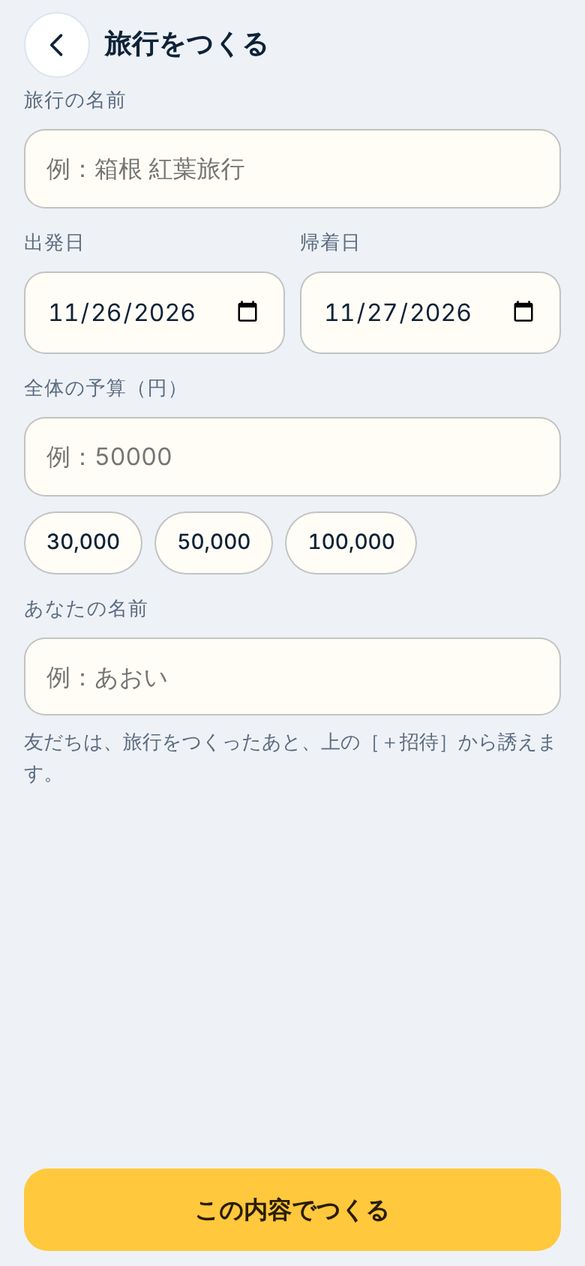 旅行をつくる
旅行の名前
例：箱根 紅葉旅行
出発日 帰着日
11/26/2026 11/27/2026
全体の予算（円）
例：50000
30,000 50,000 100,000
あなたの名前
例：あおい
友だちは、旅行をつくったあと、上の［＋招待］から誘えま
す。
この内容でつくる